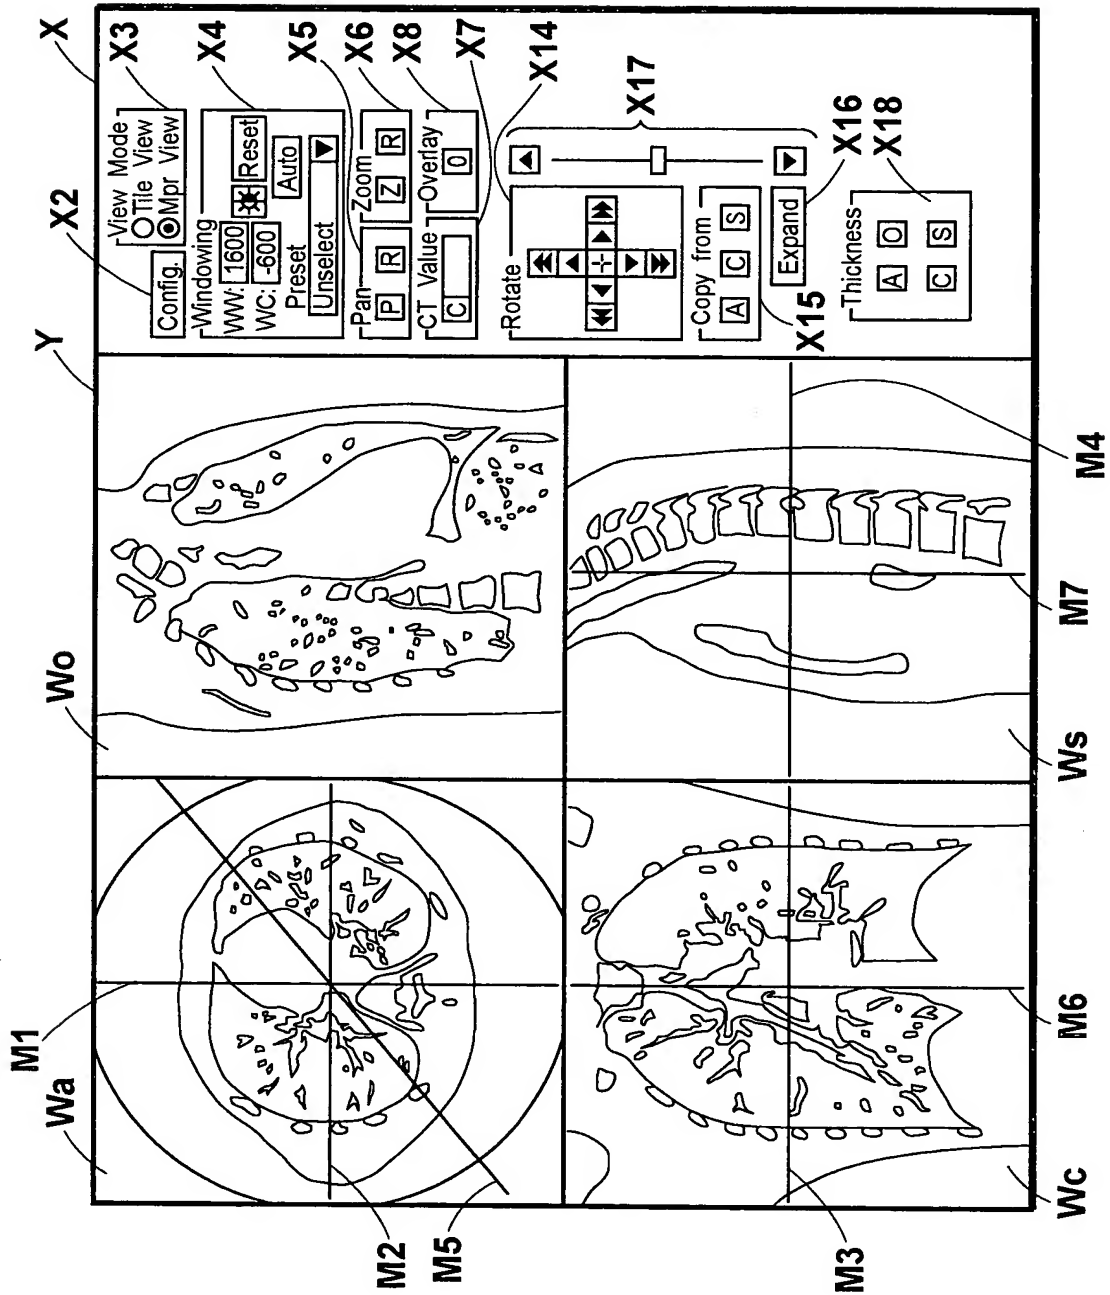 Wa
M1
Wo
Y
X2
X
X3
X4
X5
X6
X8
X7
X14
X17
X16
X18
X15
M2
M5
M3
Wc
M6
Ws
M7
M4
Config.
View Mode
Tile View
Mpr View
Windowing
WW: 1600 Reset
WC: -600 Auto
Preset
Unselect
Pan
P R
Zoom
Z R
CT Value
C
Overlay
0
Rotate
Copy from
A C S
Expand
Thickness
A O
C S